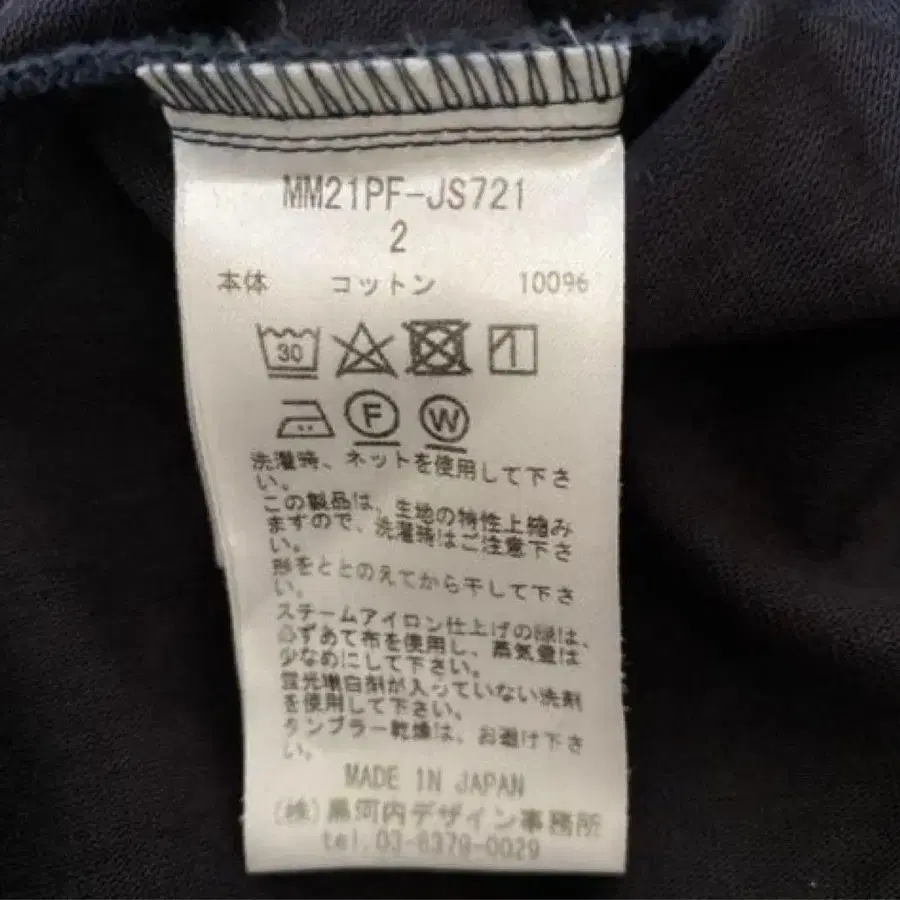 MM21PF-JS721
2
本体 コットン 100%
30
F W
洗濯時、ネットを使用して下さ
い。
この製品は、生地の特性上縮み
ますので、洗濯時はご注意下さ
い。
形をととのえてから干して下さ
い。
スチームアイロン仕上げの際は、
必ずあて布を使用し、蒸気量は
少なめにして下さい。
蛍光増白剤が入っていない洗剤
を使用して下さい。
タンブラー乾燥は、お避け下さ
い。
MADE IN JAPAN
(株)黒河内デザイン事務所
tel.03-6379-0029